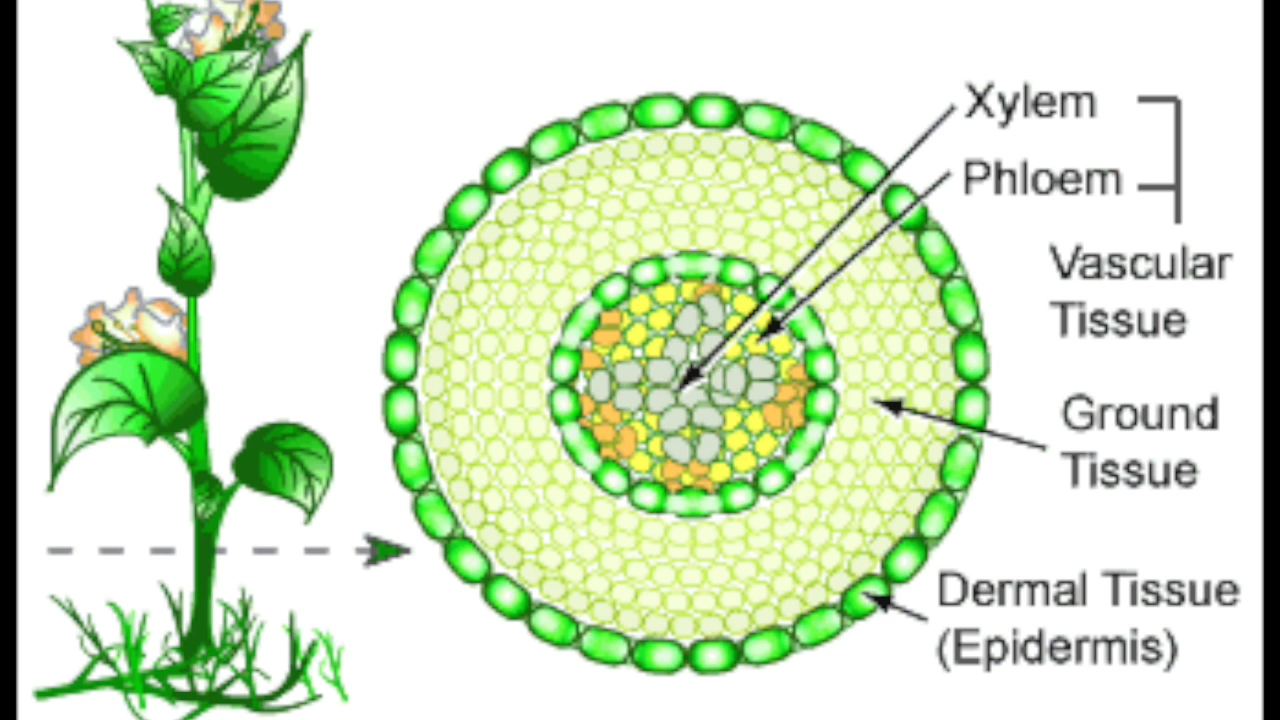 Xylem
Phloem
Vascular
Tissue
Ground
Tissue
Dermal Tissue
(Epidermis)